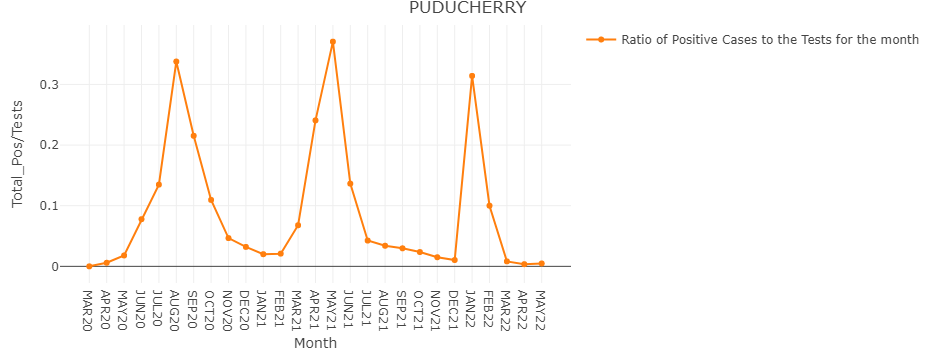 PUDUCHERRY
Ratio of Positive Cases to the Tests for the month
Total_Pos/Tests
0.3
0.2
0.1
0
MAR20
APR20
MAY20
JUN20
JUL20
AUG20
SEP20
OCT20
NOV20
DEC20
JAN21
FEB21
MAR21
APR21
MAY21
JUN21
JUL21
AUG21
SEP21
OCT21
NOV21
DEC21
JAN22
FEB22
MAR22
APR22
MAY22
Month